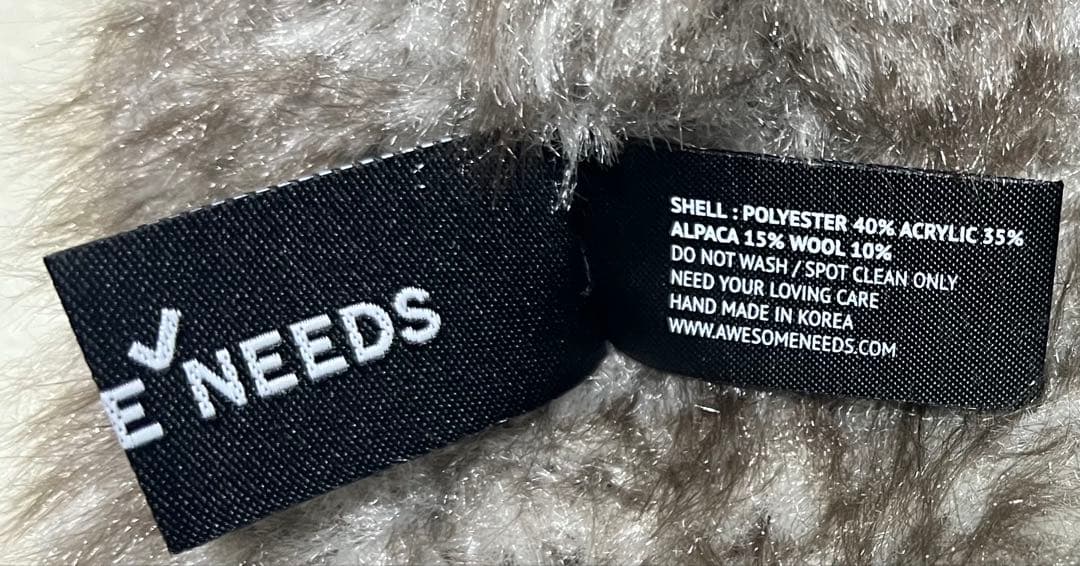 E NEEDS
SHELL : POLYESTER 40% ACRYLIC 35%
ALPACA 15% WOOL 10%
DO NOT WASH / SPOT CLEAN ONLY
NEED YOUR LOVING CARE
HAND MADE IN KOREA
WWW.AWESOMENEEDS.COM